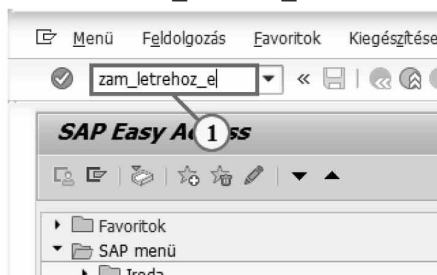 Menü Feldolgozás Favoritok Kiegészítése
zam_letrehoz_e
SAP Easy Access
1
Favoritok
SAP menü
Iroda